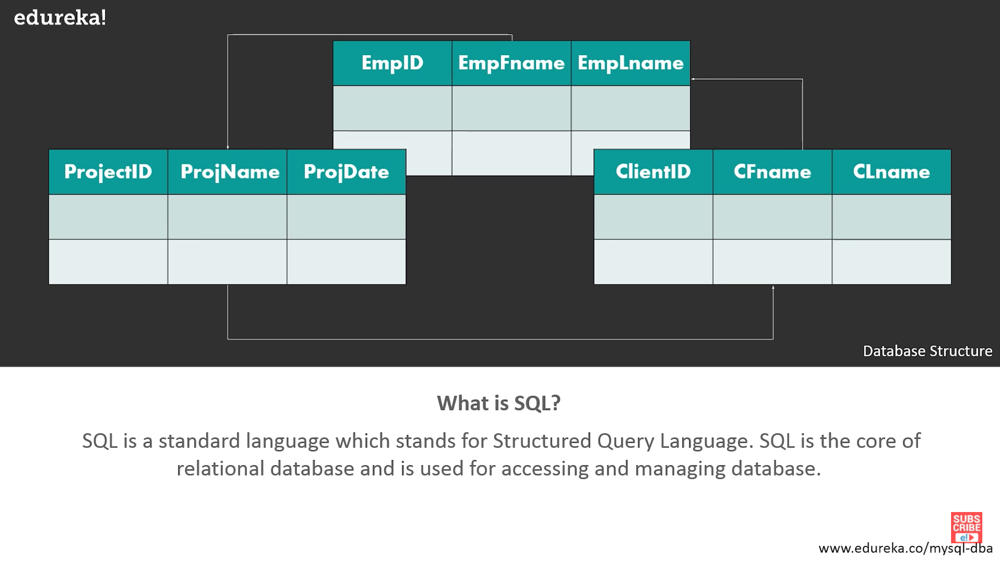 edureka!
EmpID EmpFname EmpLname
ProjectID ProjName ProjDate
ClientID CFname CLname
Database Structure
What is SQL?
SQL is a standard language which stands for Structured Query Language. SQL is the core of
relational database and is used for accessing and managing database.
SUBS
CRIBE
e!
www.edureka.co/mysql-dba